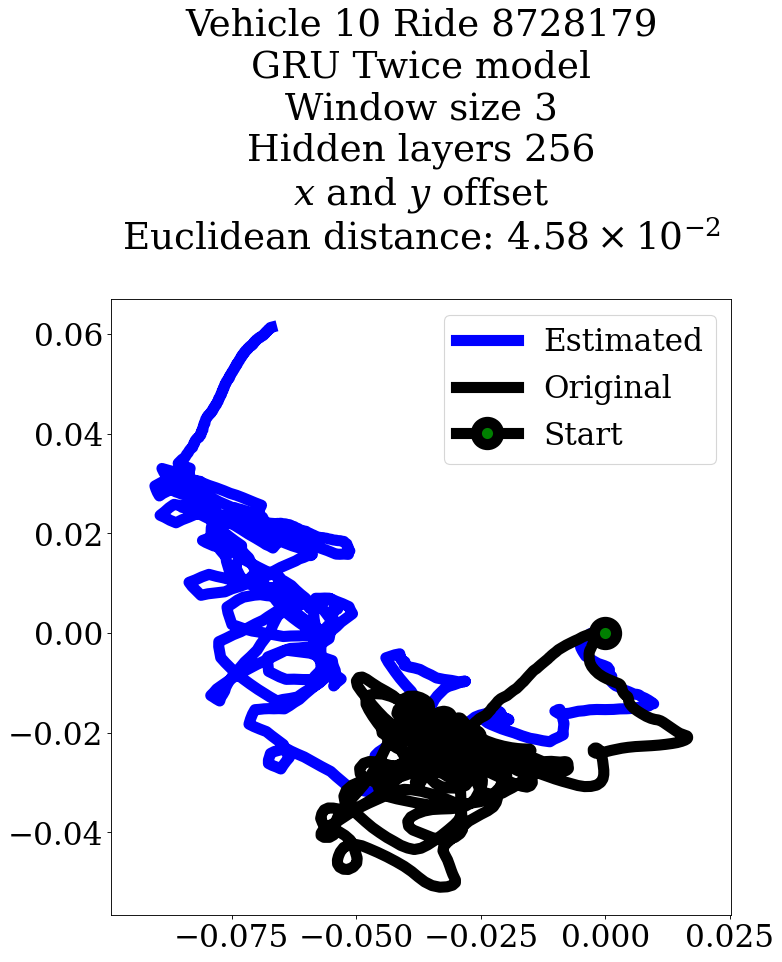 Vehicle 10 Ride 8728179
GRU Twice model
Window size 3
Hidden layers 256
x and y offset
Euclidean distance: 4.58 × 10⁻²
Estimated
Original
Start
0.06
0.04
0.02
0.00
−0.02
−0.04
−0.075 −0.050 −0.025 0.000 0.025